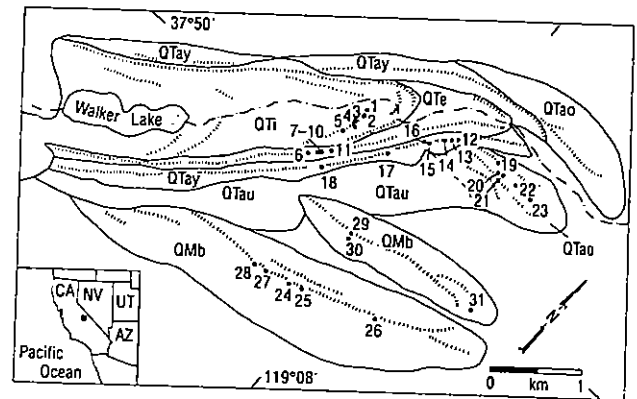 37°50'
QTay
QTay
QTao
QTe
Walker Lake
QTi
5 4 3 1
2
7–10
16
12
6
11
13
QTay
17
15
14
19
18
20
22
QTau
QTau
21
23
29
QTao
QMb
QMb
30
28
27
24
25
31
26
CA
NV
UT
AZ
N
Pacific
Ocean
119°08'
0 km 1